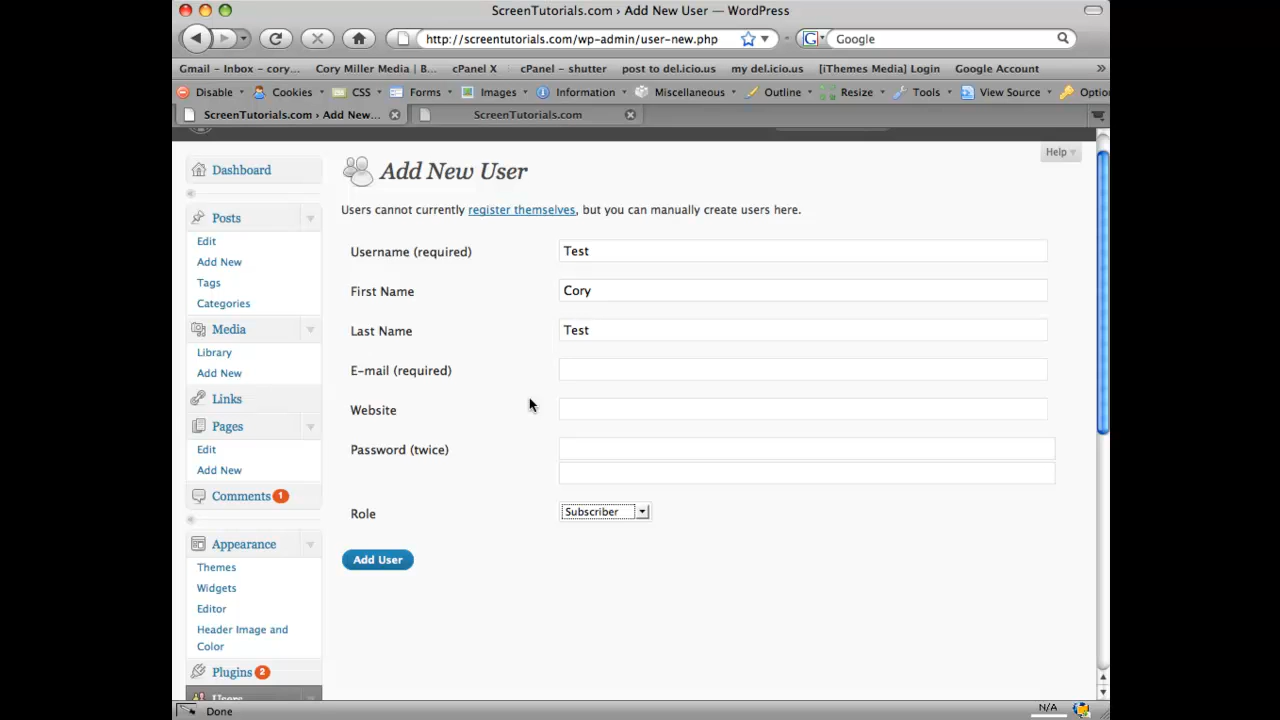 ScreenTutorials.com › Add New User — WordPress
http://screentutorials.com/wp-admin/user-new.php
G
Google
Gmail – Inbox – cory...
Cory Miller Media | B...
cPanel X
cPanel – shutter
post to del.icio.us
my del.icio.us
[iThemes Media] Login
Google Account
»
Disable
Cookies
CSS
Forms
Images
Information
Miscellaneous
Outline
Resize
Tools
View Source
Optio
ScreenTutorials.com › Add New...
ScreenTutorials.com
Help
Dashboard
Posts
Edit
Add New
Tags
Categories
Media
Library
Add New
Links
Pages
Edit
Add New
Comments 1
Appearance
Themes
Widgets
Editor
Header Image and
Color
Plugins 2
Users
Add New User
Users cannot currently register themselves, but you can manually create users here.
Username (required)
Test
First Name
Cory
Last Name
Test
E-mail (required)
Website
Password (twice)
Role
Subscriber
Add User
Done
N/A